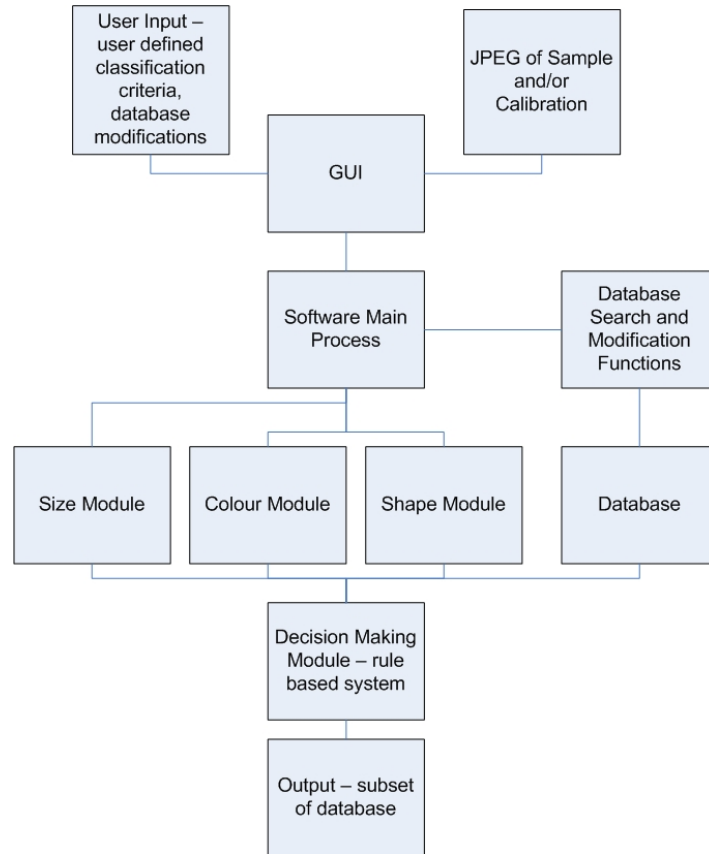 User Input –
user defined
classification
criteria,
database
modifications
JPEG of Sample
and/or
Calibration
GUI
Software Main
Process
Database
Search and
Modification
Functions
Size Module
Colour Module
Shape Module
Database
Decision Making
Module – rule
based system
Output – subset
of database